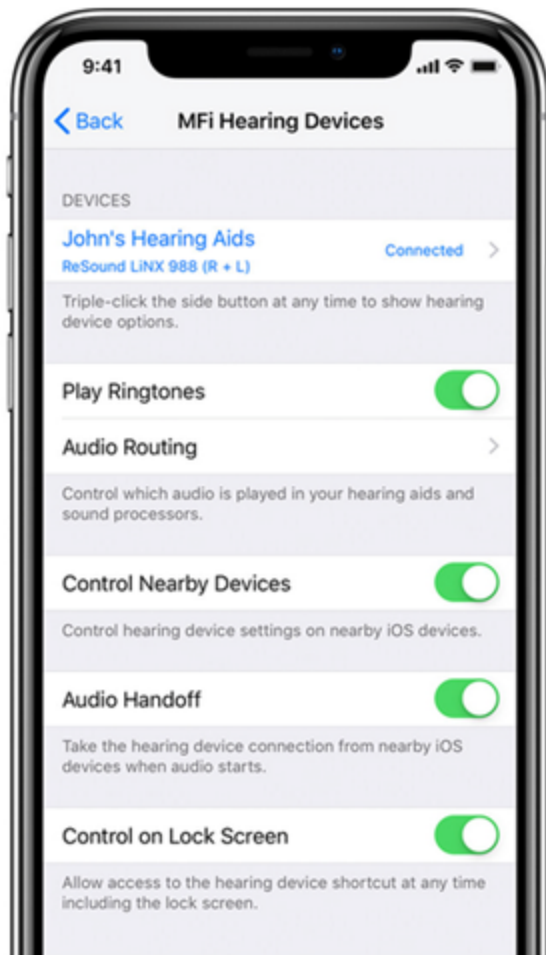 9:41
Back MFi Hearing Devices
DEVICES
John's Hearing Aids Connected
ReSound LiNX 988 (R + L)
Triple-click the side button at any time to show hearing
device options.
Play Ringtones
Audio Routing
Control which audio is played in your hearing aids and
sound processors.
Control Nearby Devices
Control hearing device settings on nearby iOS devices.
Audio Handoff
Take the hearing device connection from nearby iOS
devices when audio starts.
Control on Lock Screen
Allow access to the hearing device shortcut at any time
including the lock screen.